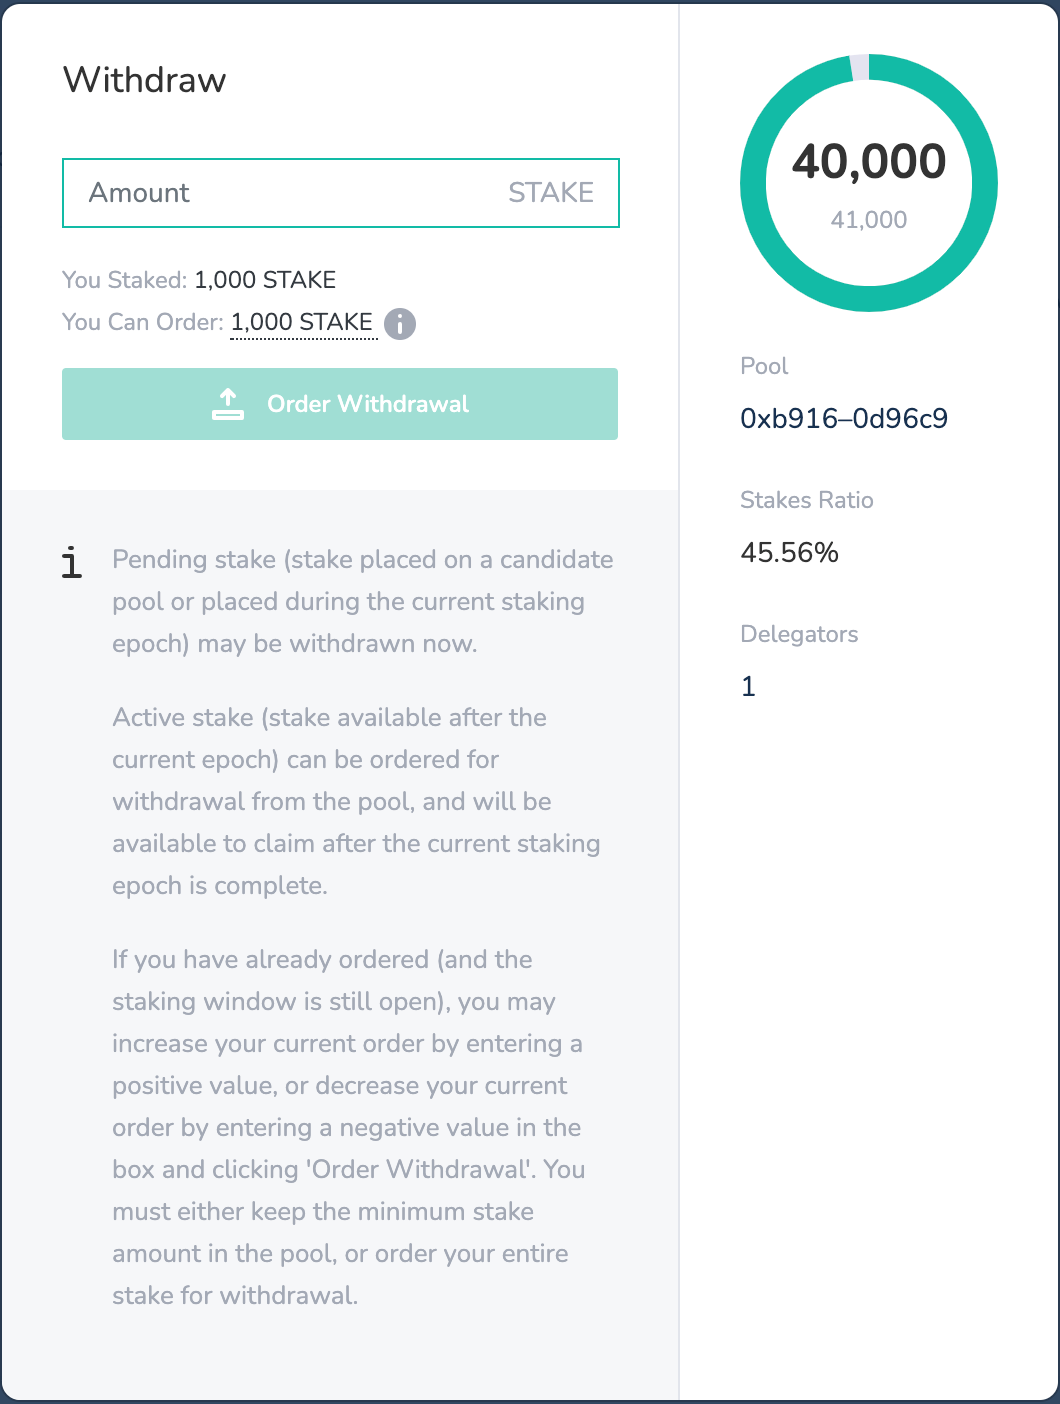 Withdraw
Amount STAKE
You Staked: 1,000 STAKE
You Can Order: 1,000 STAKE
Order Withdrawal
Pending stake (stake placed on a candidate
pool or placed during the current staking
epoch) may be withdrawn now.
Active stake (stake available after the
current epoch) can be ordered for
withdrawal from the pool, and will be
available to claim after the current staking
epoch is complete.
If you have already ordered (and the
staking window is still open), you may
increase your current order by entering a
positive value, or decrease your current
order by entering a negative value in the
box and clicking 'Order Withdrawal'. You
must either keep the minimum stake
amount in the pool, or order your entire
stake for withdrawal.
40,000
41,000
Pool
0xb916–0d96c9
Stakes Ratio
45.56%
Delegators
1